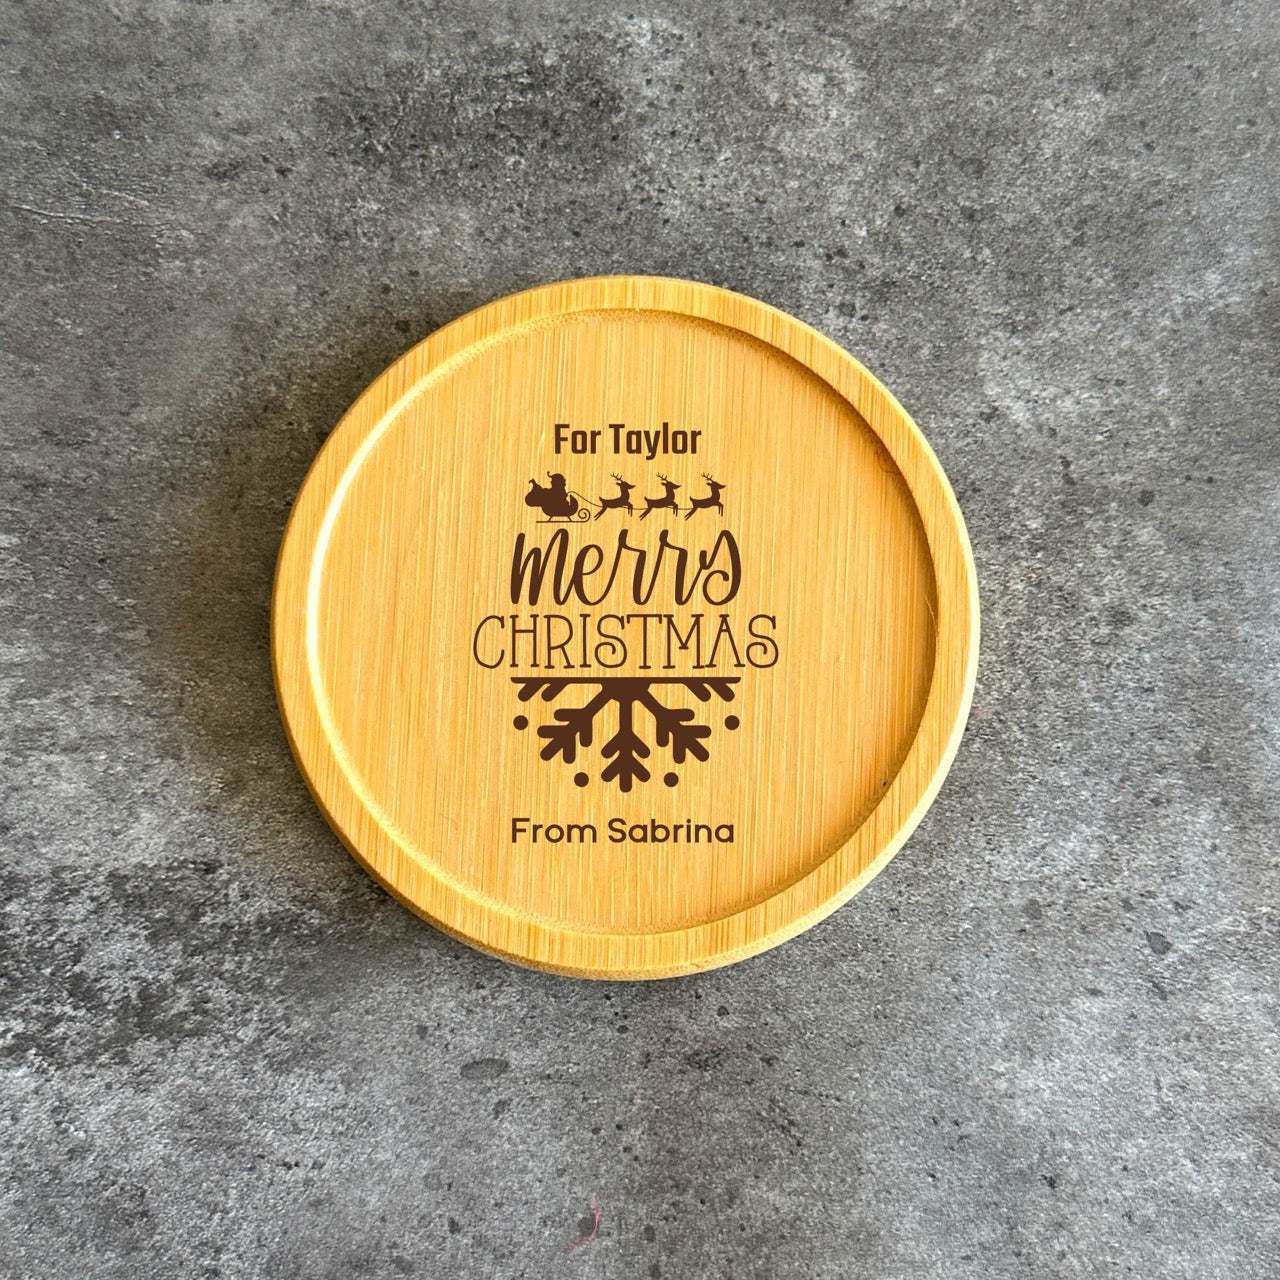 For Taylor
merry
CHRISTMAS
From Sabrina